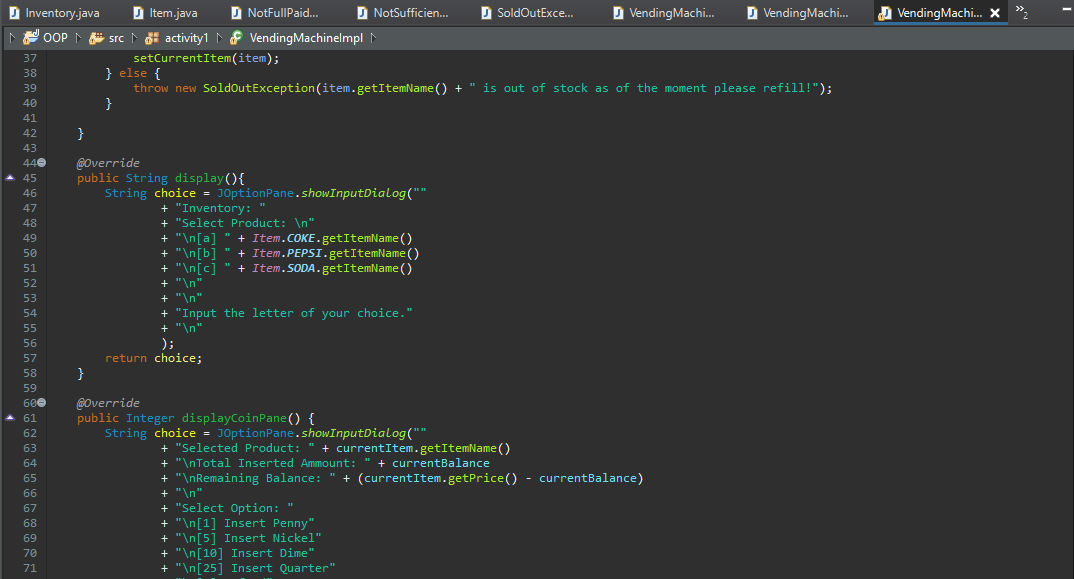 Inventory.java Item.java NotFullPaid... NotSufficien... SoldOutExce... VendingMachi... VendingMachi... VendingMachi... »2
OOP src activity1 VendingMachineImpl
37 setCurrentItem(item);
38 } else {
39 throw new SoldOutException(item.getItemName() + " is out of stock as of the moment please refill!");
40 }
41
42 }
43
44 @Override
45 public String display(){
46 String choice = JOptionPane.showInputDialog(""
47 + "Inventory: "
48 + "Select Product: \n"
49 + "\n[a] " + Item.COKE.getItemName()
50 + "\n[b] " + Item.PEPSI.getItemName()
51 + "\n[c] " + Item.SODA.getItemName()
52 + "\n"
53 + "\n"
54 + "Input the letter of your choice."
55 + "\n"
56 );
57 return choice;
58 }
59
60 @Override
61 public Integer displayCoinPane() {
62 String choice = JOptionPane.showInputDialog(""
63 + "Selected Product: " + currentItem.getItemName()
64 + "\nTotal Inserted Ammount: " + currentBalance
65 + "\nRemaining Balance: " + (currentItem.getPrice() - currentBalance)
66 + "\n"
67 + "Select Option: "
68 + "\n[1] Insert Penny"
69 + "\n[5] Insert Nickel"
70 + "\n[10] Insert Dime"
71 + "\n[25] Insert Quarter"